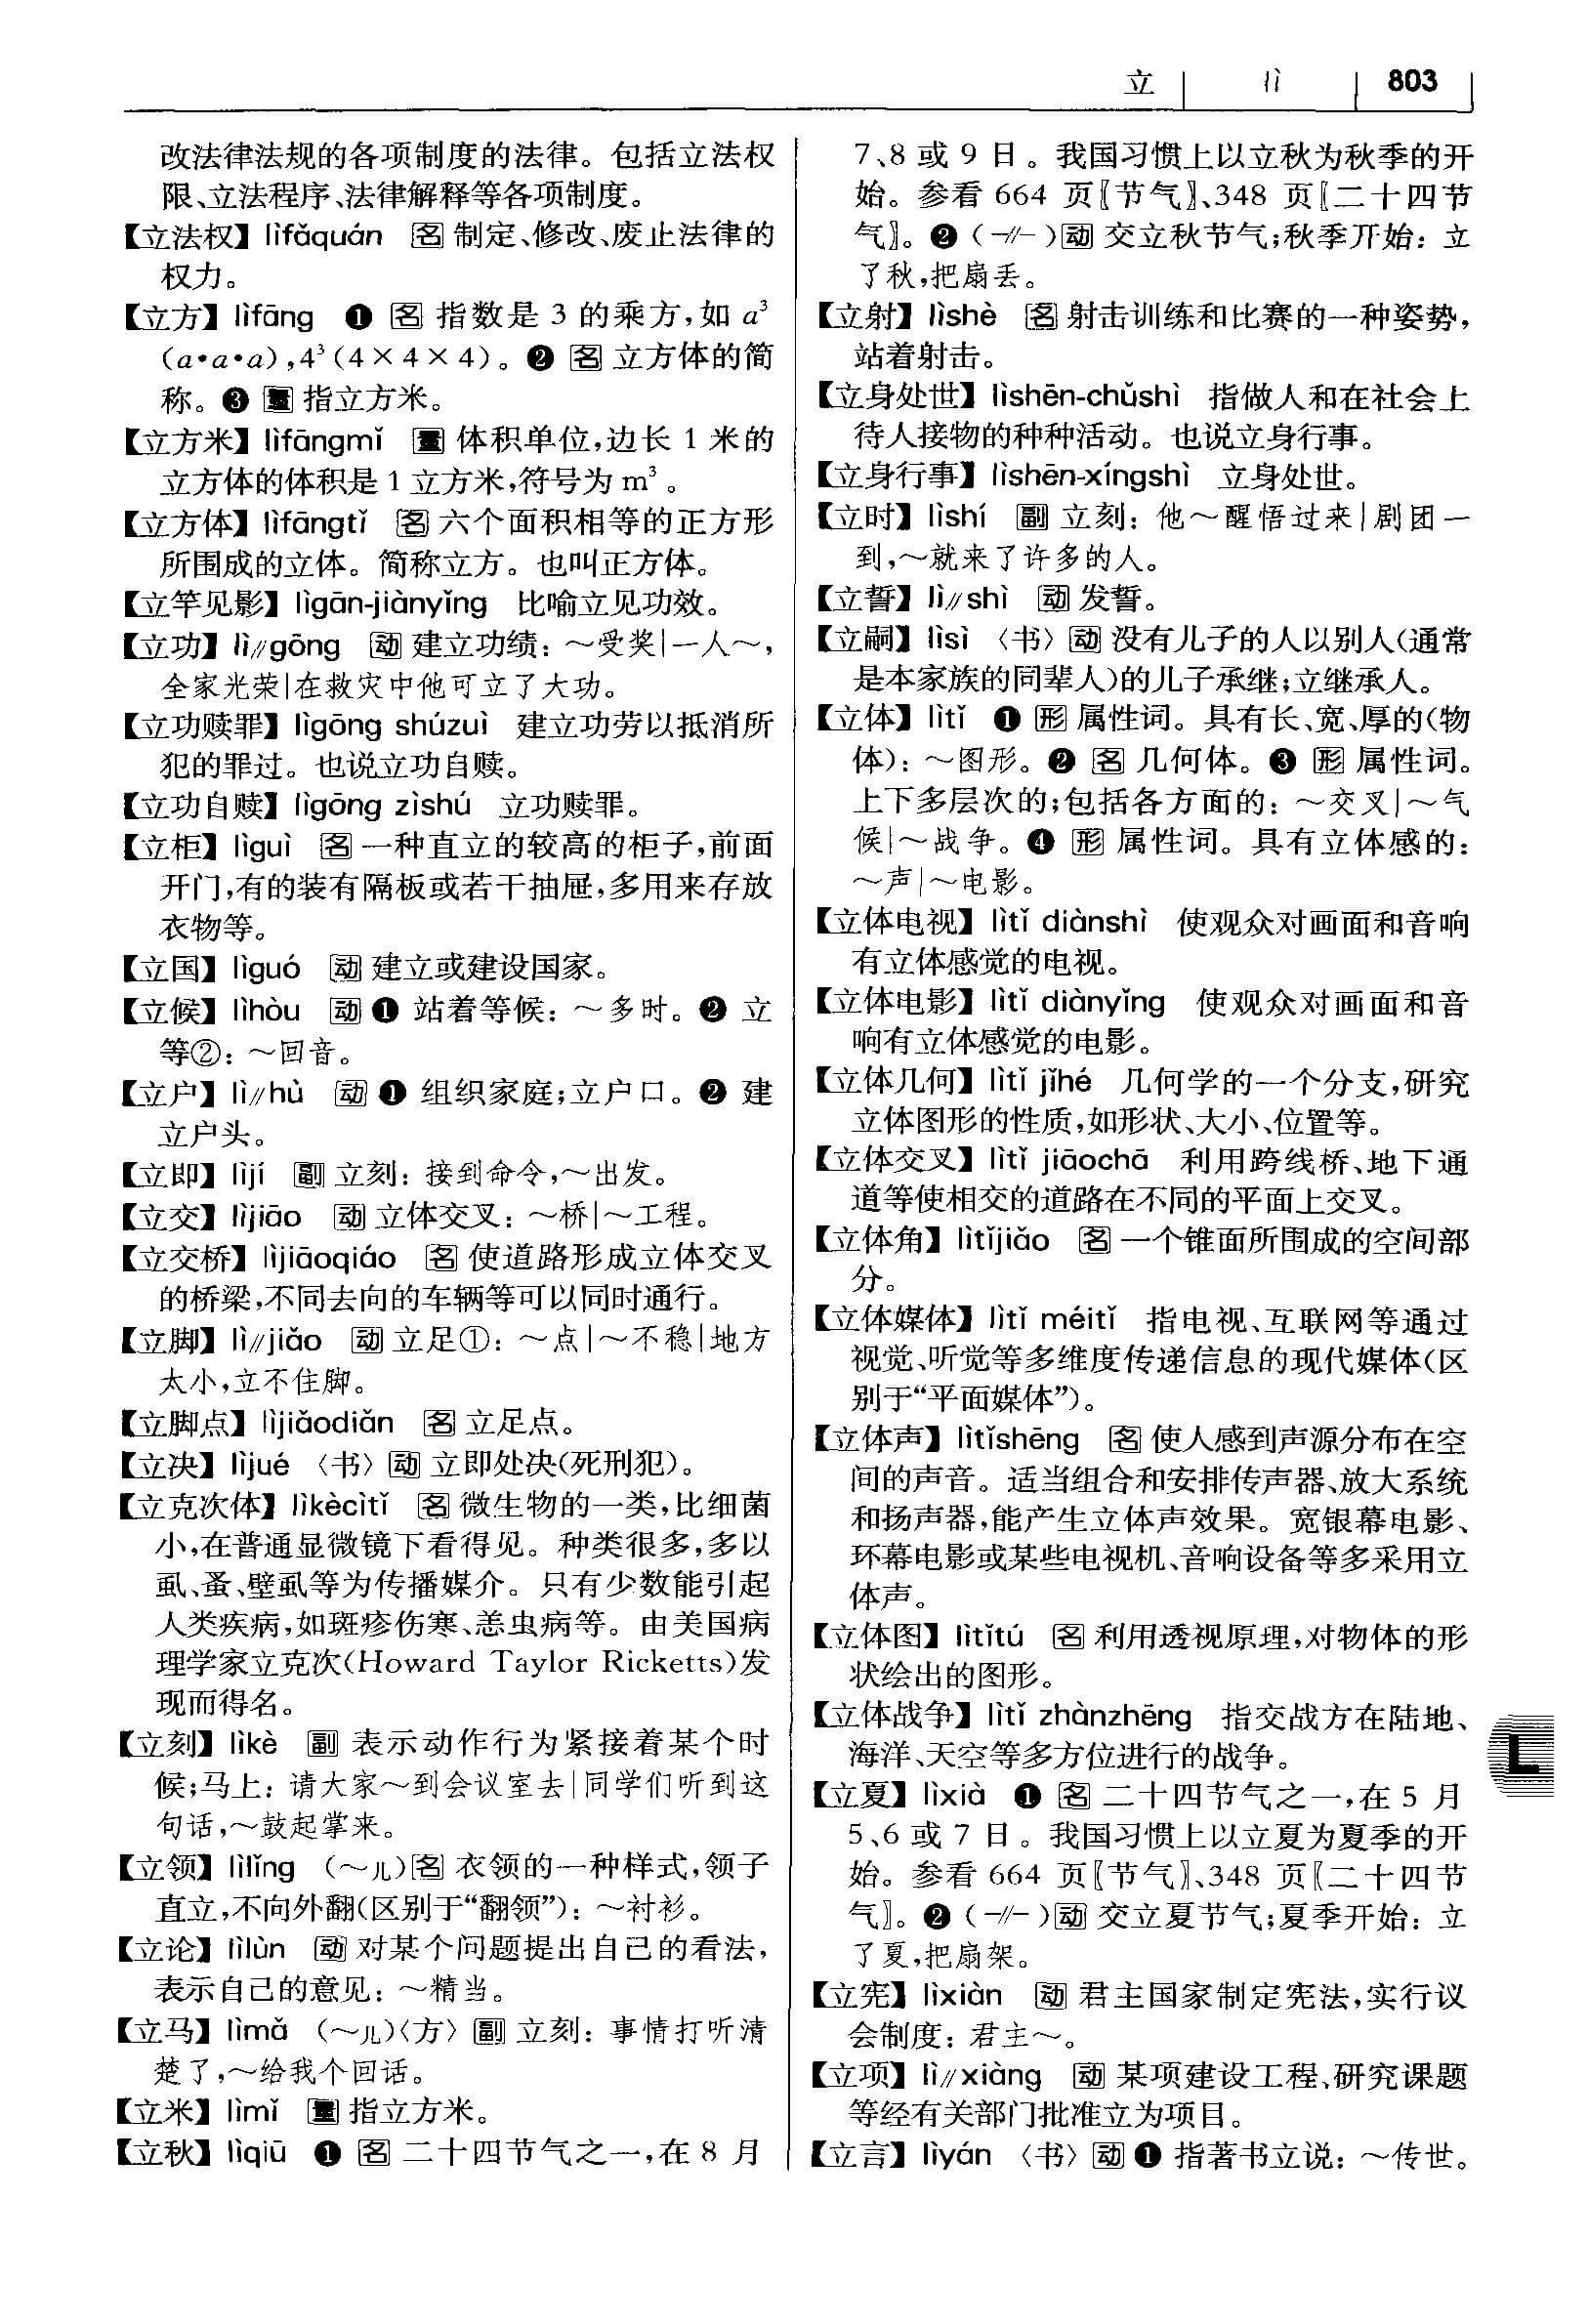 立 lì 803
改法律法规的各项制度的法律。包括立法权
限、立法程序、法律解释等各项制度。
【立法权】lìfǎquán 名 制定、修改、废止法律的
权力。
【立方】lìfāng ❶ 名 指数是 3 的乘方,如 a³
(a·a·a),4³(4×4×4)。❷ 名 立方体的简
称。❸ 量 指立方米。
【立方米】lìfāngmǐ 量 体积单位,边长 1 米的
立方体的体积是 1 立方米,符号为 m³。
【立方体】lìfāngtǐ 名 六个面积相等的正方形
所围成的立体。简称立方。也叫正方体。
【立竿见影】lìgān-jiànyǐng 比喻立见功效。
【立功】lì//gōng 动 建立功绩:～受奖|一人～,
全家光荣|在救灾中他可立了大功。
【立功赎罪】lìgōng shúzuì 建立功劳以抵消所
犯的罪过。也说立功自赎。
【立功自赎】lìgōng zìshú 立功赎罪。
【立柜】lìguì 名 一种直立的较高的柜子,前面
开门,有的装有隔板或若干抽屉,多用来存放
衣物等。
【立国】lìguó 动 建立或建设国家。
【立候】lìhòu 动 ❶ 站着等候:～多时。❷ 立
等②:～回音。
【立户】lì//hù 动 ❶ 组织家庭;立户口。❷ 建
立户头。
【立即】lìjí 副 立刻:接到命令,～出发。
【立交】lìjiāo 动 立体交叉:～桥|～工程。
【立交桥】lìjiāoqiáo 名 使道路形成立体交叉
的桥梁,不同去向的车辆等可以同时通行。
【立脚】lì//jiǎo 动 立足①:～点|～不稳|地方
太小,立不住脚。
【立脚点】lìjiǎodiǎn 名 立足点。
【立决】lìjué 〈书〉动 立即处决(死刑犯)。
【立克次体】lìkècìtǐ 名 微生物的一类,比细菌
小,在普通显微镜下看得见。种类很多,多以
虱、蚤、壁虱等为传播媒介。只有少数能引起
人类疾病,如斑疹伤寒、恙虫病等。由美国病
理学家立克次(Howard Taylor Ricketts)发
现而得名。
【立刻】lìkè 副 表示动作行为紧接着某个时
候;马上:请大家～到会议室去|同学们听到这
句话,～鼓起掌来。
【立领】lìlǐng (～儿)名 衣领的一种样式,领子
直立,不向外翻(区别于“翻领”):～衬衫。
【立论】lìlùn 动 对某个问题提出自己的看法,
表示自己的意见:～精当。
【立马】lìmǎ (～儿)〈方〉副 立刻:事情打听清
楚了,～给我个回话。
【立米】lìmǐ 量 指立方米。
【立秋】lìqiū ❶ 名 二十四节气之一,在 8 月
7、8 或 9 日。我国习惯上以立秋为秋季的开
始。参看 664 页〖节气〗、348 页〖二十四节
气〗。❷ (-//-)动 交立秋节气;秋季开始:立
了秋,把扇丢。
【立射】lìshè 名 射击训练和比赛的一种姿势,
站着射击。
【立身处世】lìshēn-chǔshì 指做人和在社会上
待人接物的种种活动。也说立身行事。
【立身行事】lìshēn-xíngshì 立身处世。
【立时】lìshí 副 立刻:他～醒悟过来|剧团一
到,～就来了许多的人。
【立誓】lì//shì 动 发誓。
【立嗣】lìsì 〈书〉动 没有儿子的人以别人(通常
是本家族的同辈人)的儿子承继;立继承人。
【立体】lìtǐ ❶ 形 属性词。具有长、宽、厚的(物
体):～图形。❷ 名 几何体。❸ 形 属性词。
上下多层次的;包括各方面的:～交叉|～气
候|～战争。❹ 形 属性词。具有立体感的:
～声|～电影。
【立体电视】lìtǐ diànshì 使观众对画面和音响
有立体感觉的电视。
【立体电影】lìtǐ diànyǐng 使观众对画面和音
响有立体感觉的电影。
【立体几何】lìtǐ jǐhé 几何学的一个分支,研究
立体图形的性质,如形状、大小、位置等。
【立体交叉】lìtǐ jiāochā 利用跨线桥、地下通
道等使相交的道路在不同的平面上交叉。
【立体角】lìtǐjiǎo 名 一个锥面所围成的空间部
分。
【立体媒体】lìtǐ méitǐ 指电视、互联网等通过
视觉、听觉等多维度传递信息的现代媒体(区
别于“平面媒体”)。
【立体声】lìtǐshēng 名 使人感到声源分布在空
间的声音。适当组合和安排传声器、放大系统
和扬声器,能产生立体声效果。宽银幕电影、
环幕电影或某些电视机、音响设备等多采用立
体声。
【立体图】lìtǐtú 名 利用透视原理,对物体的形
状绘出的图形。
【立体战争】lìtǐ zhànzhēng 指交战方在陆地、
海洋、天空等多方位进行的战争。
【立夏】lìxià ❶ 名 二十四节气之一,在 5 月
5、6 或 7 日。我国习惯上以立夏为夏季的开
始。参看 664 页〖节气〗、348 页〖二十四节
气〗。❷ (-//-)动 交立夏节气;夏季开始:立
了夏,把扇架。
【立宪】lìxiàn 动 君主国家制定宪法,实行议
会制度:君主～。
【立项】lì//xiàng 动 某项建设工程、研究课题
等经有关部门批准立为项目。
【立言】lìyán 〈书〉动 ❶ 指著书立说:～传世。
L